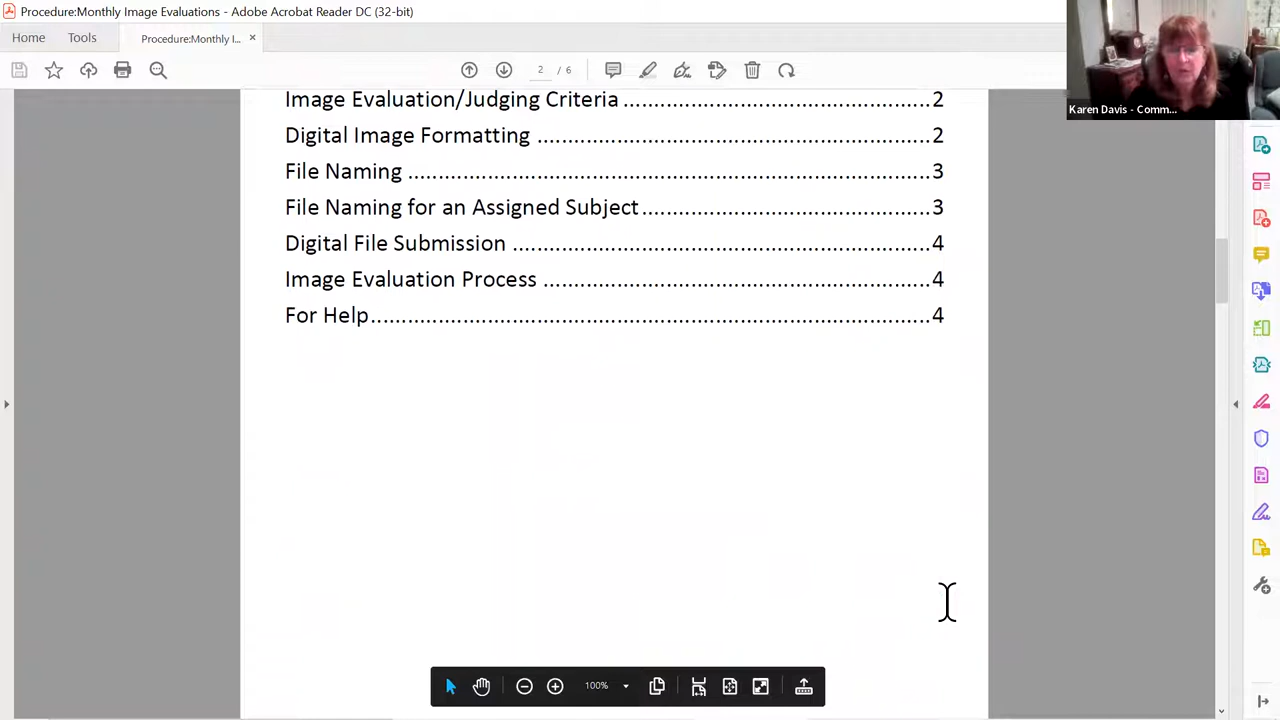 Procedure:Monthly Image Evaluations - Adobe Acrobat Reader DC (32-bit)
Home Tools Procedure:Monthly I... ×
2 / 6
Karen Davis - Comm...
Image Evaluation/Judging Criteria ........................................................2
Digital Image Formatting ........................................................2
File Naming ........................................................3
File Naming for an Assigned Subject........................................................3
Digital File Submission ........................................................4
Image Evaluation Process ........................................................4
For Help........................................................4
100%